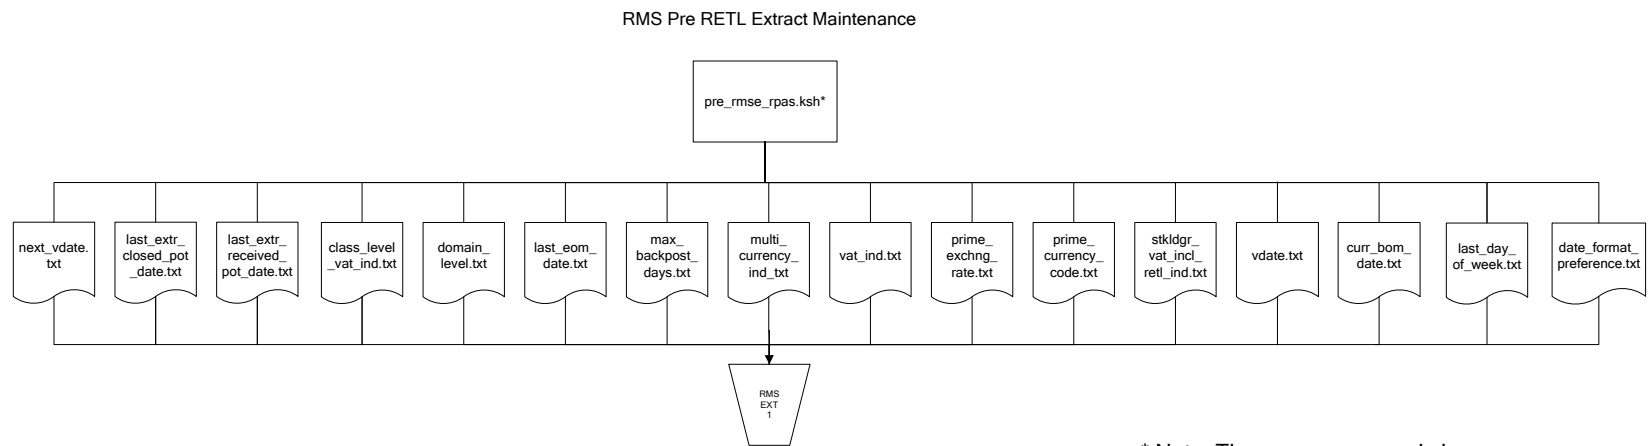 RMS Pre RETL Extract Maintenance
pre_rmse_rpas.ksh*
next_vdate.
txt
last_extr_
closed_pot
_date.txt
last_extr_
received_
pot_date.txt
class_level
_vat_ind.txt
domain_
level.txt
last_eom_
date.txt
max_
backpost_
days.txt
multi_
currency_
ind_txt
vat_ind.txt
prime_
exchng_
rate.txt
prime_
currency_
code.txt
stkldgr_
vat_incl_
retl_ind.txt
vdate.txt
curr_bom_
date.txt
last_day_
of_week.txt
date_format_
preference.txt
RMS
EXT
1
* Note: The